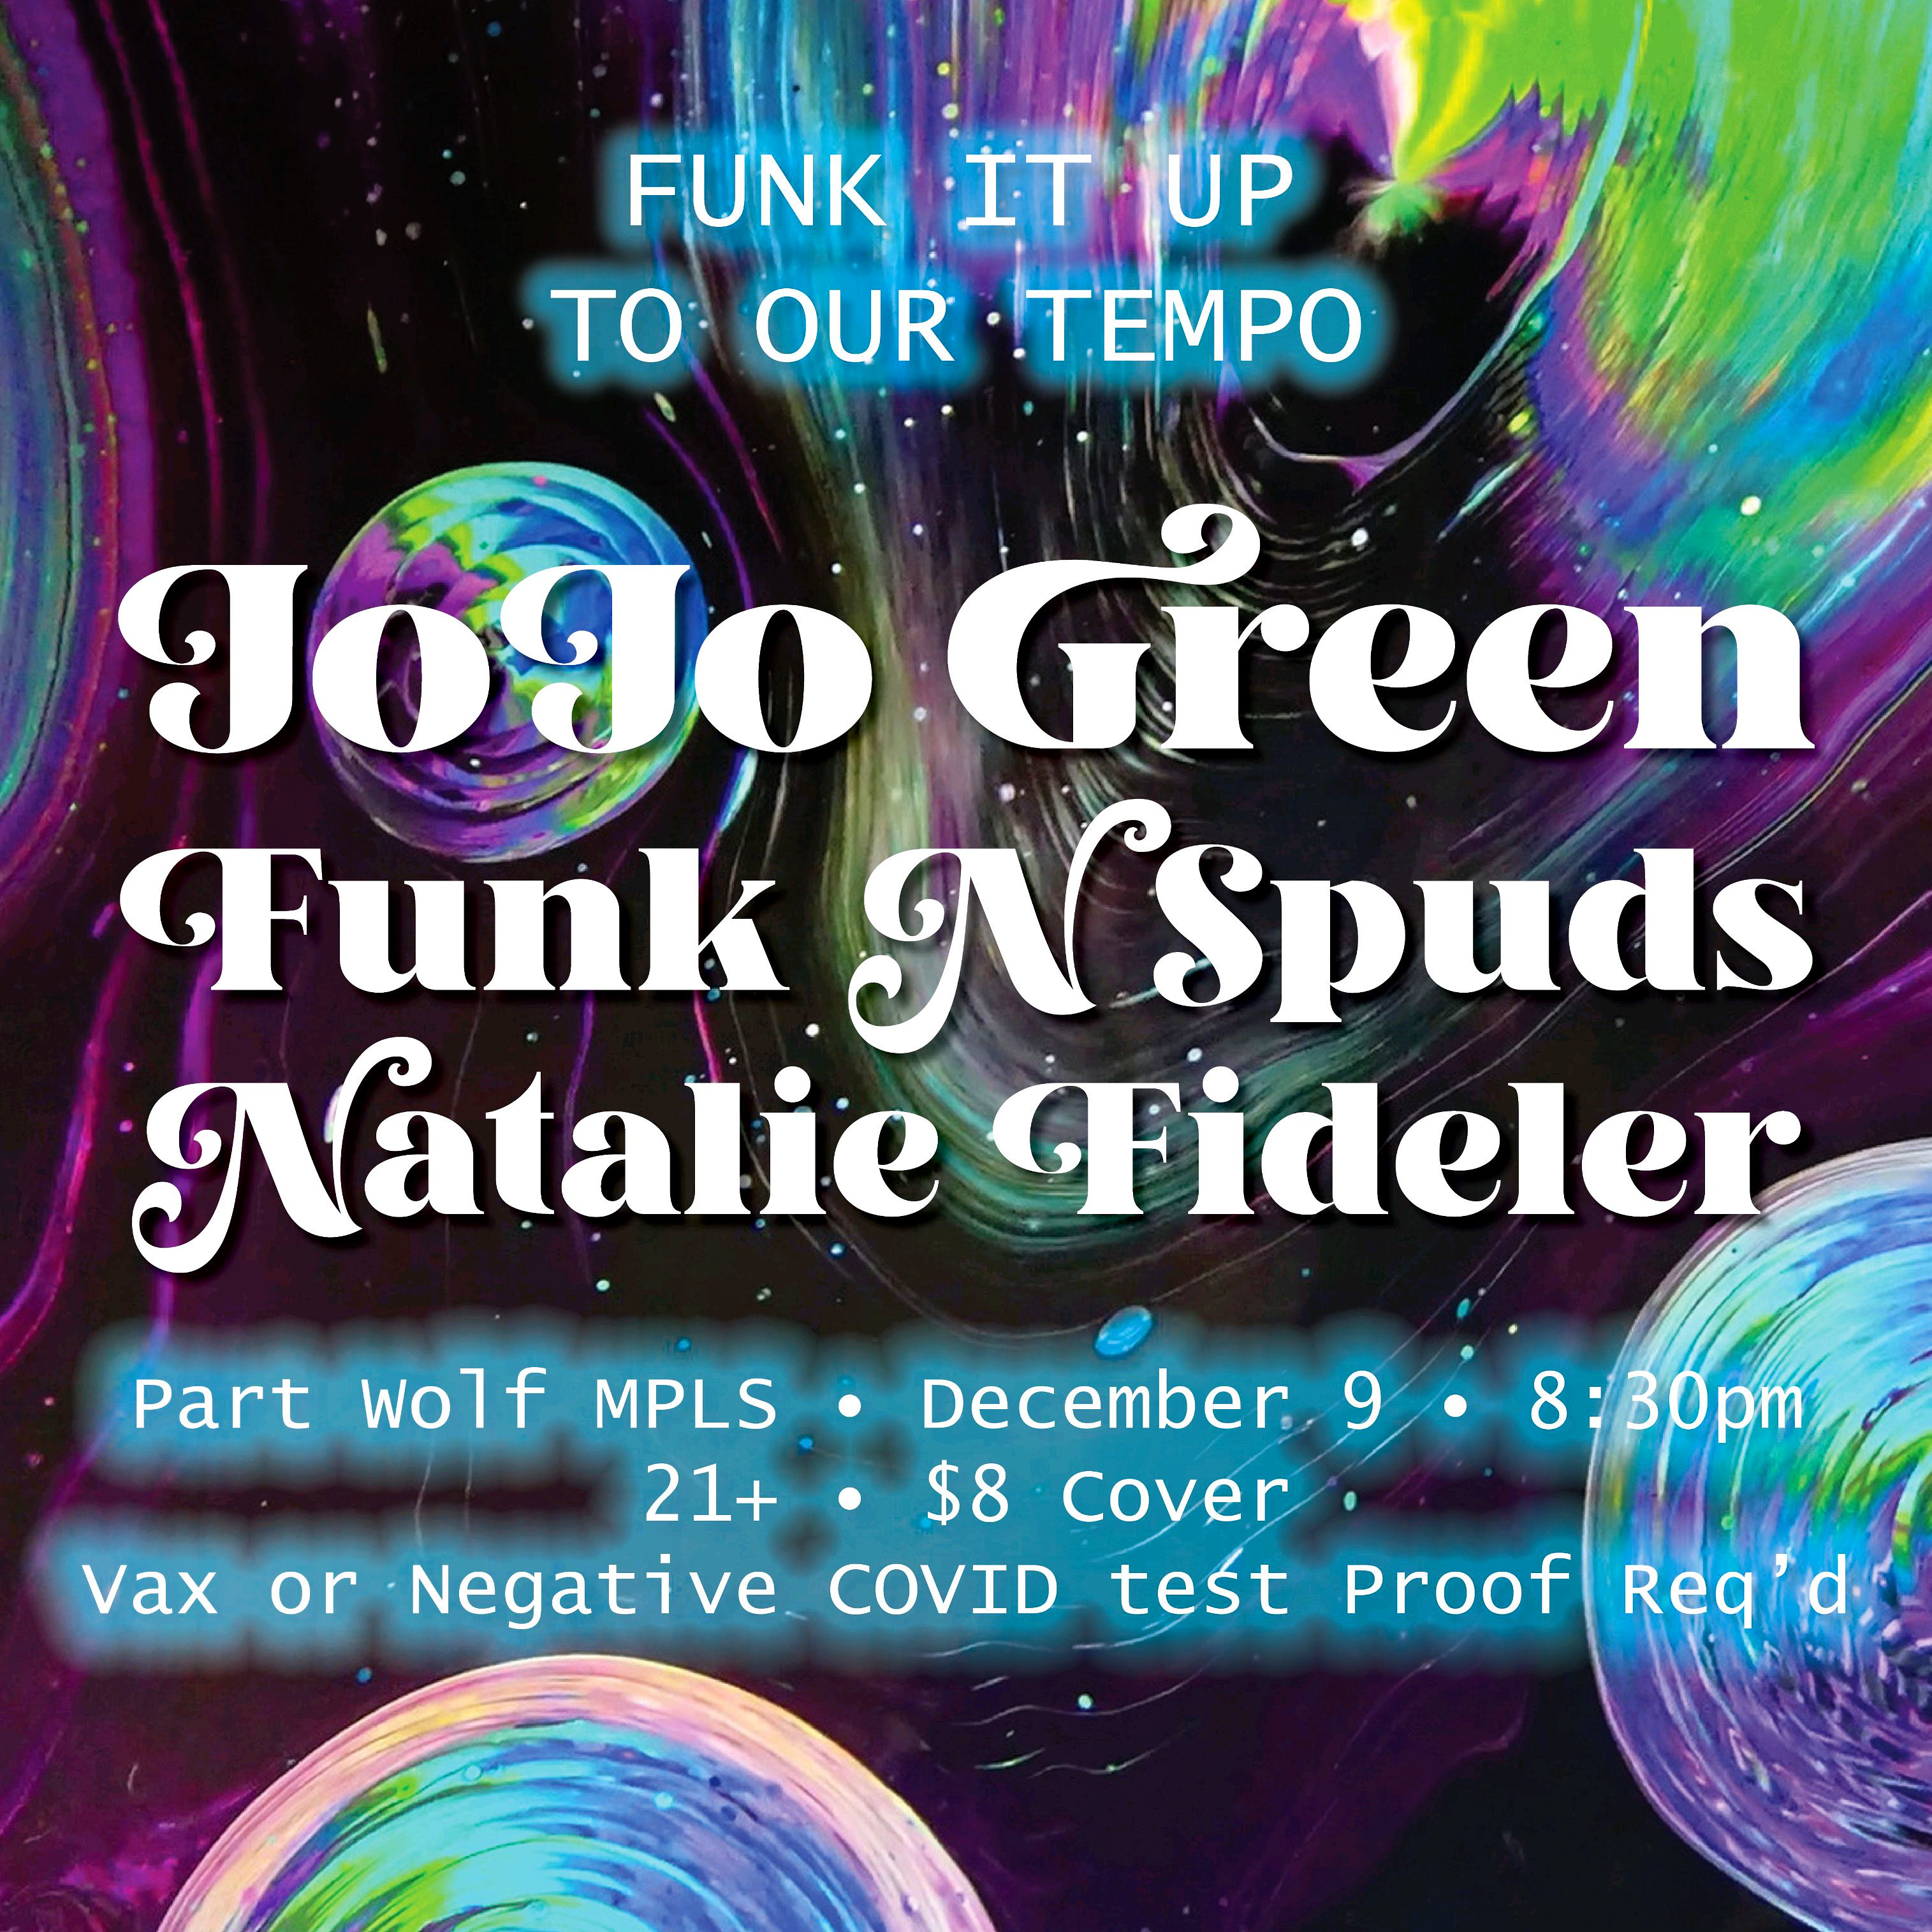 FUNK IT UP
TO OUR TEMPO
JoJo Green
Funk N Spuds
Natalie Fideler
Part Wolf MPLS • December 9 • 8:30pm
21+ • $8 Cover
Vax or Negative COVID test Proof Req’d